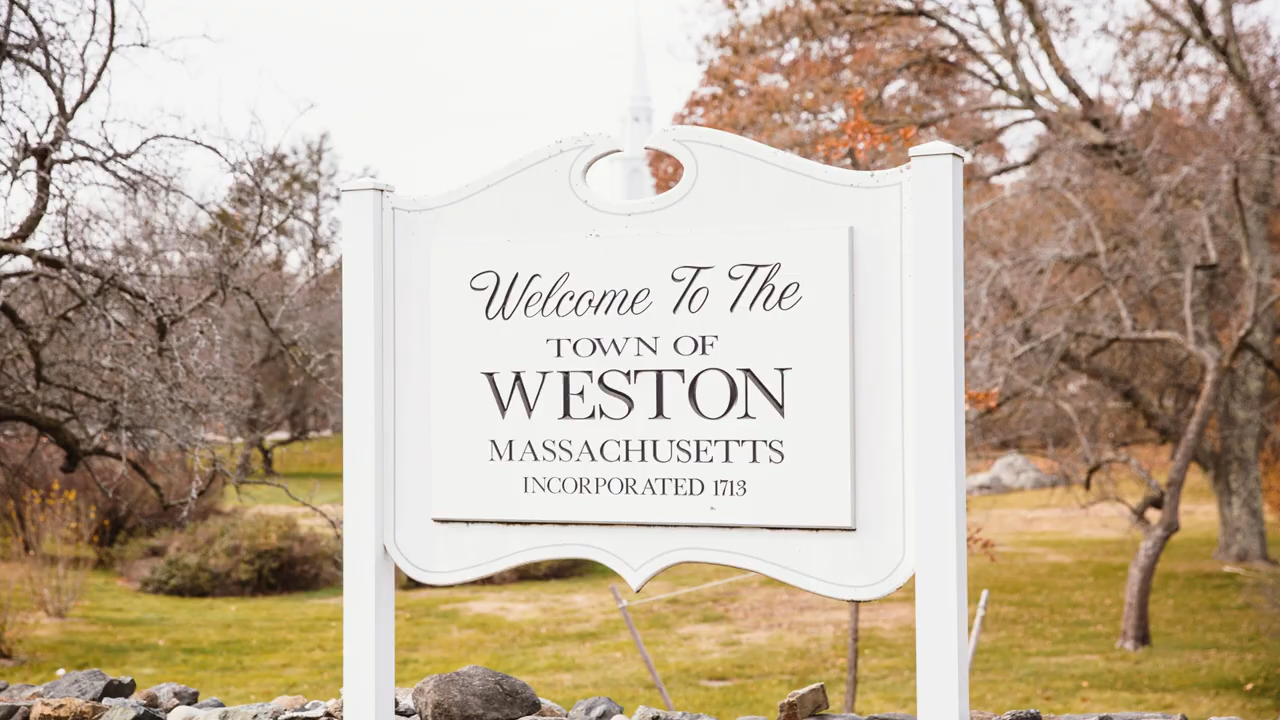 Welcome To The
TOWN OF
WESTON
MASSACHUSETTS
INCORPORATED 1713